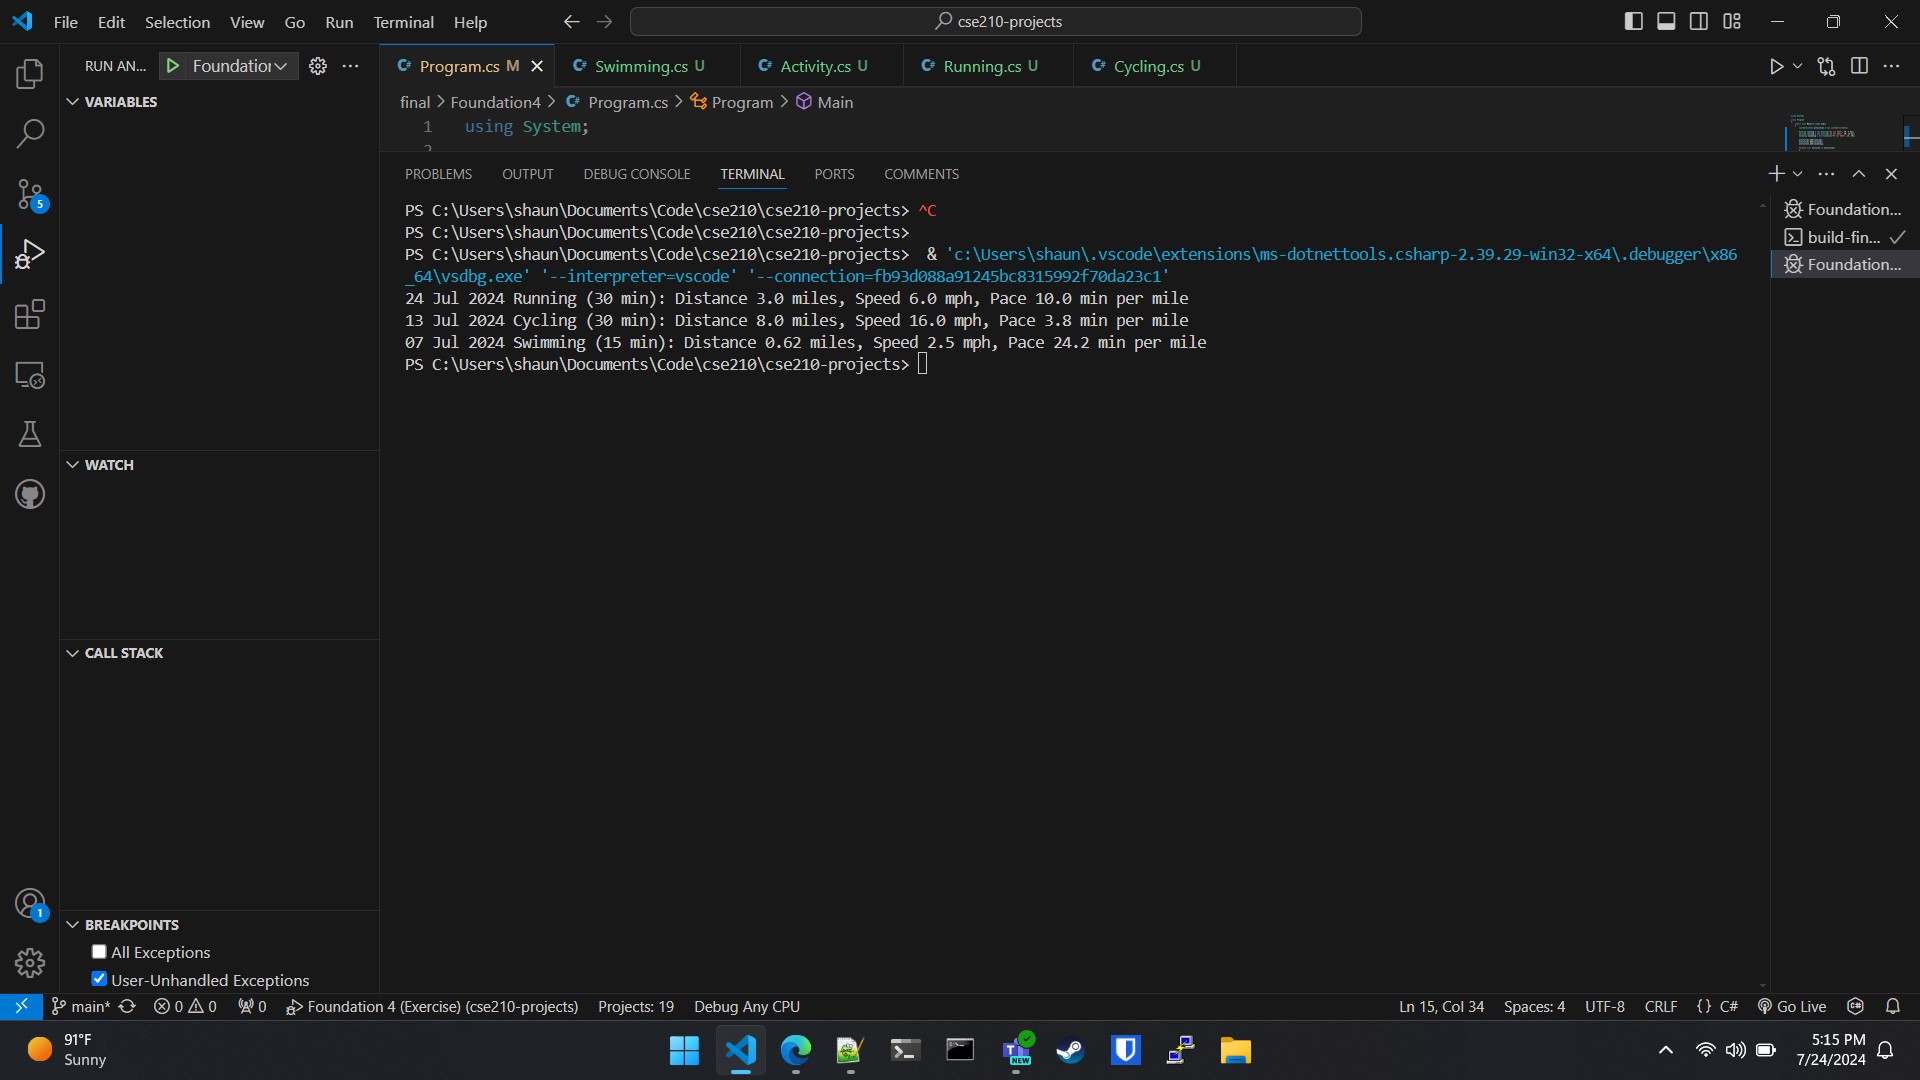 File Edit Selection View Go Run Terminal Help
cse210-projects
RUN AN... Foundation
VARIABLES
WATCH
CALL STACK
BREAKPOINTS
All Exceptions
User-Unhandled Exceptions
5
1
Program.cs M
Swimming.cs U
Activity.cs U
Running.cs U
Cycling.cs U
final > Foundation4 > Program.cs > Program > Main
1 using System;
2
PROBLEMS OUTPUT DEBUG CONSOLE TERMINAL PORTS COMMENTS
PS C:\Users\shaun\Documents\Code\cse210\cse210-projects> ^C
PS C:\Users\shaun\Documents\Code\cse210\cse210-projects>
PS C:\Users\shaun\Documents\Code\cse210\cse210-projects> & 'c:\Users\shaun\.vscode\extensions\ms-dotnettools.csharp-2.39.29-win32-x64\.debugger\x86
_64\vsdbg.exe' '--interpreter=vscode' '--connection=fb93d088a91245bc8315992f70da23c1'
24 Jul 2024 Running (30 min): Distance 3.0 miles, Speed 6.0 mph, Pace 10.0 min per mile
13 Jul 2024 Cycling (30 min): Distance 8.0 miles, Speed 16.0 mph, Pace 3.8 min per mile
07 Jul 2024 Swimming (15 min): Distance 0.62 miles, Speed 2.5 mph, Pace 24.2 min per mile
PS C:\Users\shaun\Documents\Code\cse210\cse210-projects>
Foundation...
build-fin...
Foundation...
main* 0 0 0 Foundation 4 (Exercise) (cse210-projects) Projects: 19 Debug Any CPU
Ln 15, Col 34 Spaces: 4 UTF-8 CRLF {} C# Go Live
91°F
Sunny
NEW
5:15 PM
7/24/2024